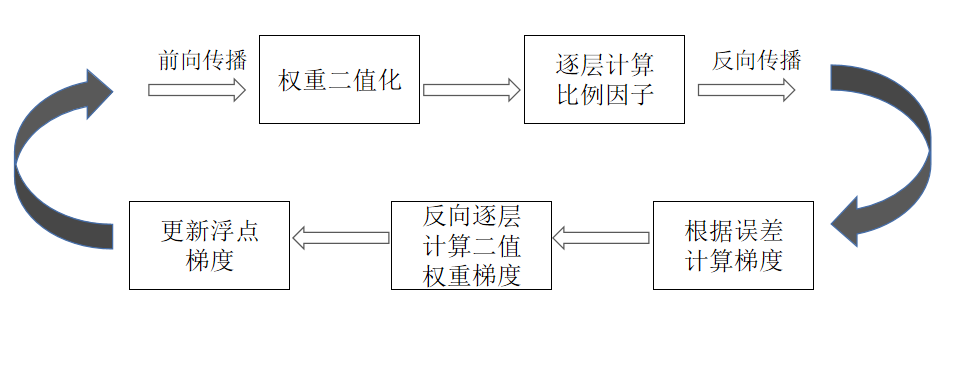 前向传播
权重二值化
逐层计算
比例因子
反向传播
根据误差
计算梯度
反向逐层
计算二值
权重梯度
更新浮点
梯度